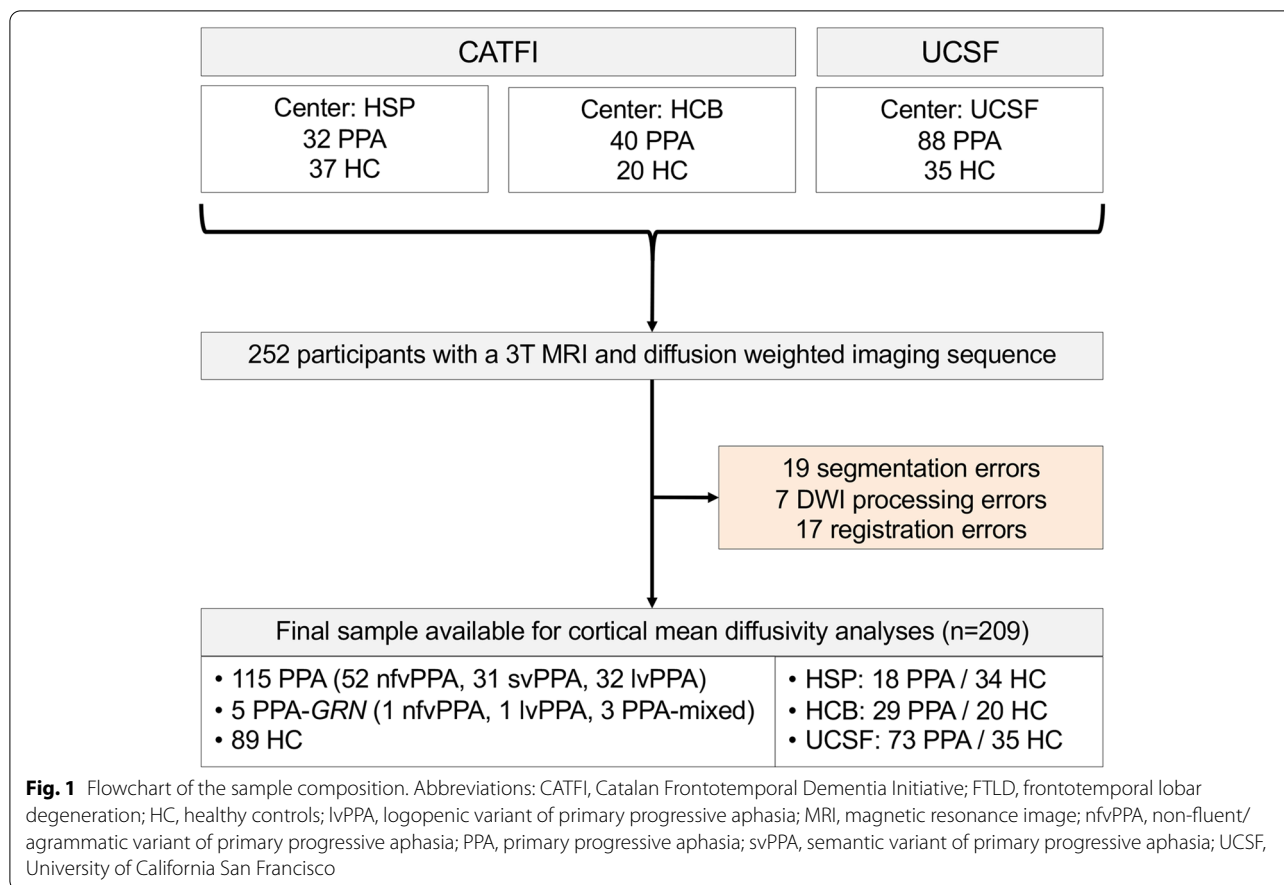 CATFI
UCSF
Center: HSP
32 PPA
37 HC
Center: HCB
40 PPA
20 HC
Center: UCSF
88 PPA
35 HC
252 participants with a 3T MRI and diffusion weighted imaging sequence
19 segmentation errors
7 DWI processing errors
17 registration errors
Final sample available for cortical mean diffusivity analyses (n=209)
• 115 PPA (52 nfvPPA, 31 svPPA, 32 lvPPA)
• 5 PPA-GRN (1 nfvPPA, 1 lvPPA, 3 PPA-mixed)
• 89 HC
• HSP: 18 PPA / 34 HC
• HCB: 29 PPA / 20 HC
• UCSF: 73 PPA / 35 HC
Fig. 1 Flowchart of the sample composition. Abbreviations: CATFI, Catalan Frontotemporal Dementia Initiative; FTLD, frontotemporal lobar
degeneration; HC, healthy controls; lvPPA, logopenic variant of primary progressive aphasia; MRI, magnetic resonance image; nfvPPA, non-fluent/
agrammatic variant of primary progressive aphasia; PPA, primary progressive aphasia; svPPA, semantic variant of primary progressive aphasia; UCSF,
University of California San Francisco